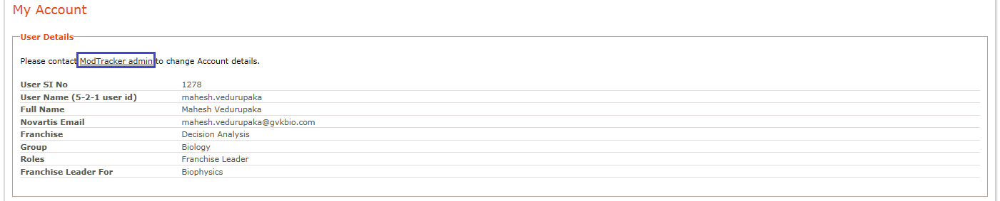 My Account
User Details
Please contact ModTracker admin to change Account details.
User SI No 1278
User Name (5-2-1 user id) mahesh.vedurupaka
Full Name Mahesh Vedurupaka
Novartis Email mahesh.vedurupaka@gvkbio.com
Franchise Decision Analysis
Group Biology
Roles Franchise Leader
Franchise Leader For Biophysics